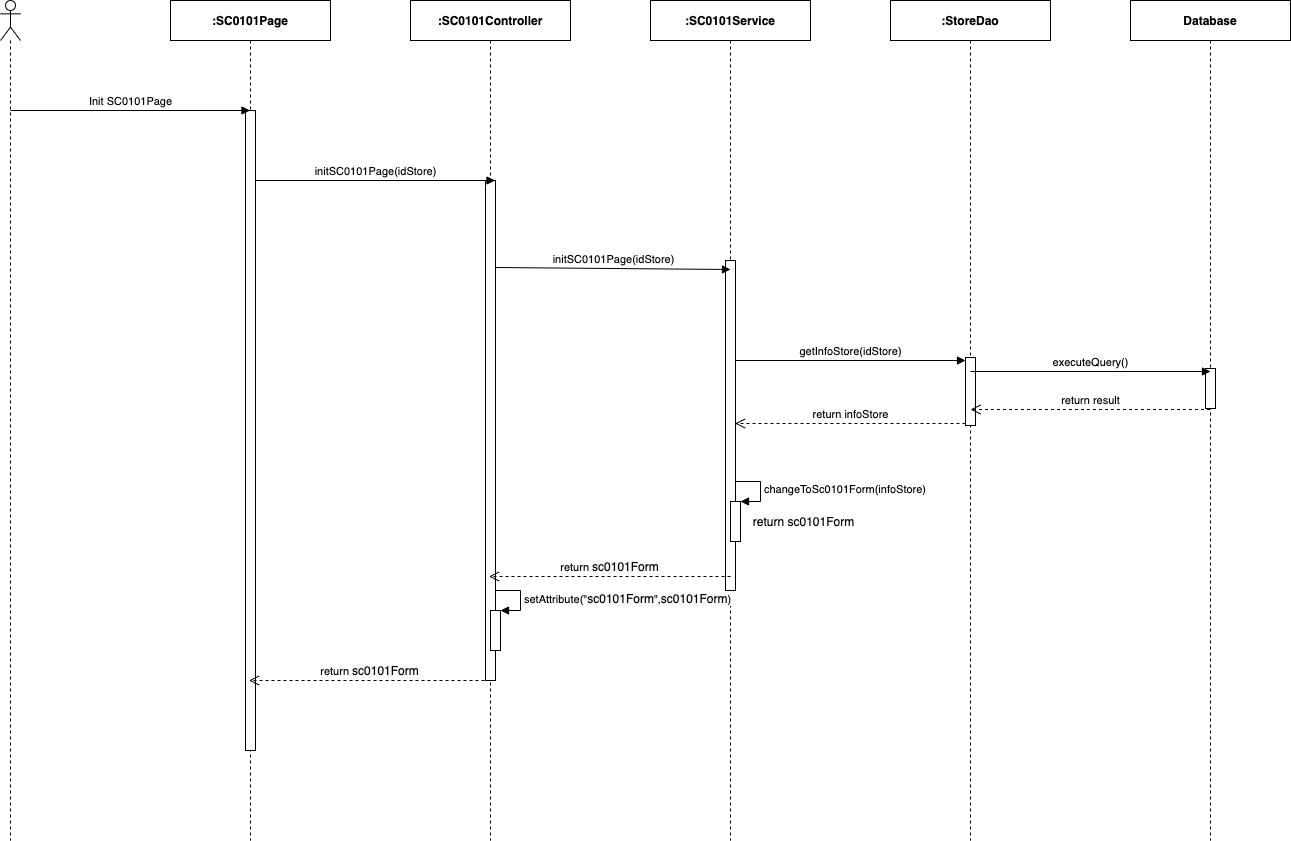 :SC0101Page
:SC0101Controller
:SC0101Service
:StoreDao
Database
Init SC0101Page
initSC0101Page(idStore)
initSC0101Page(idStore)
getInfoStore(idStore)
executeQuery()
return result
return infoStore
changeToSc0101Form(infoStore)
return sc0101Form
return sc0101Form
setAttribute("sc0101Form",sc0101Form)
return sc0101Form